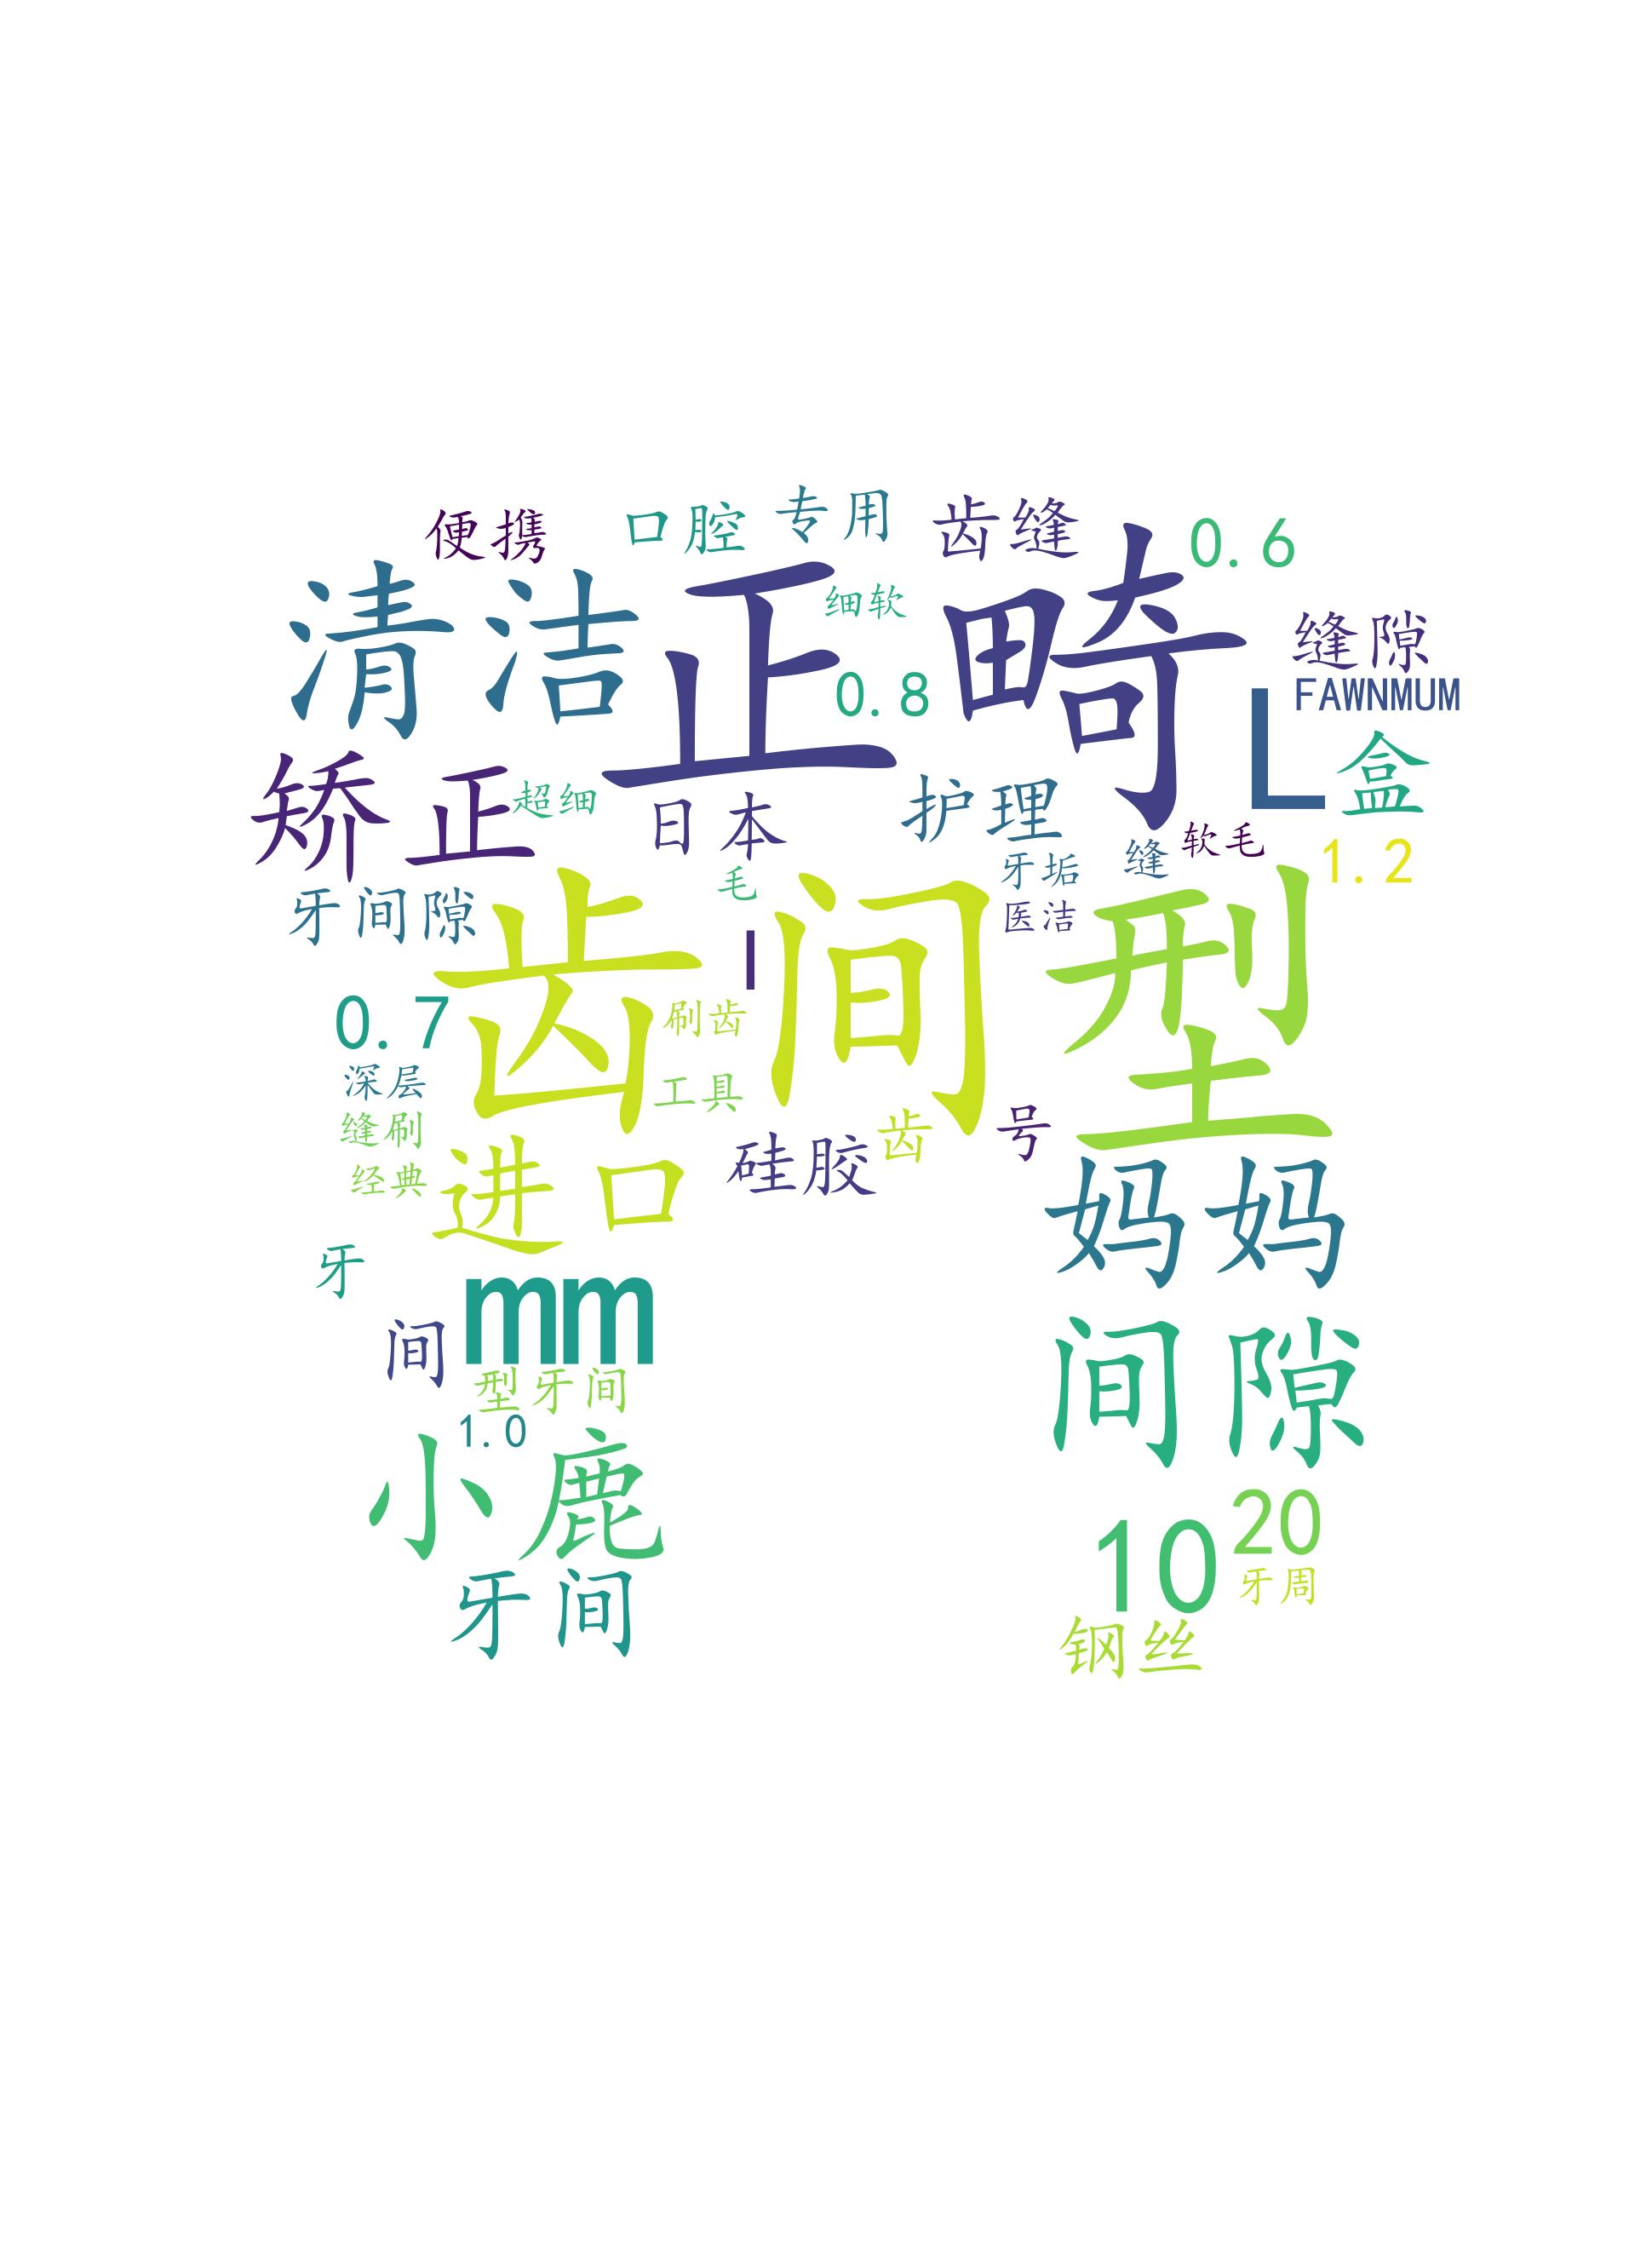 便携 口腔 专用 齿缝 0.6
清洁 正畸 细软 缝隙
0.8 FAWNMUM
L 盒
矫正 超细 日本 护理
牙垢 缝 软毛 1.2
毛 牙间隙 医洁
齿间 I 型
0.7 刷齿
深层 工具
缝刷 齿 号
经典 进口 硅胶 妈妈
牙
间 mm 间隙
型牙间
1.0
小鹿 10 20
牙间 牙周
钢丝